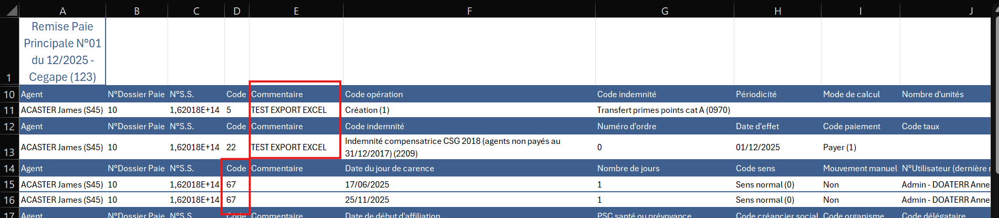 A B C D E F G H I J
Remise Paie
Principale N°01
du 12/2025 -
Cegape (123)
1
10 Agent N°Dossier Paie N°S.S. Code Commentaire Code opération Code indemnité Périodicité Mode de calcul Nombre d'unités
11 ACASTER James (S45) 10 1,62018E+14 5 TEST EXPORT EXCEL Création (1) Transfert primes points cat A (0970)
12 Agent N°Dossier Paie N°S.S. Code Commentaire Code indemnité Numéro d'ordre Date d'effet Code paiement Code taux
Indemnité compensatrice CSG 2018 (agents non payés au
13 ACASTER James (S45) 10 1,62018E+14 22 TEST EXPORT EXCEL 31/12/2017) (2209) 0 01/12/2025 Payer (1)
14 Agent N°Dossier Paie N°S.S. Code Commentaire Date du jour de carence Nombre de jours Code sens Mouvement manuel N°Utilisateur (dernière
15 ACASTER James (S45) 10 1,62018E+14 67 17/06/2025 1 Sens normal (0) Non Admin - DOATERR Anne
16 ACASTER James (S45) 10 1,62018E+14 67 25/11/2025 1 Sens normal (0) Non Admin - DOATERR Anne
17 Agent N°Dossier Paie N°S.S. Code Commentaire Date de début d'affiliation PSC santé ou prévoyance Code créancier social Code organisme Code délégataire